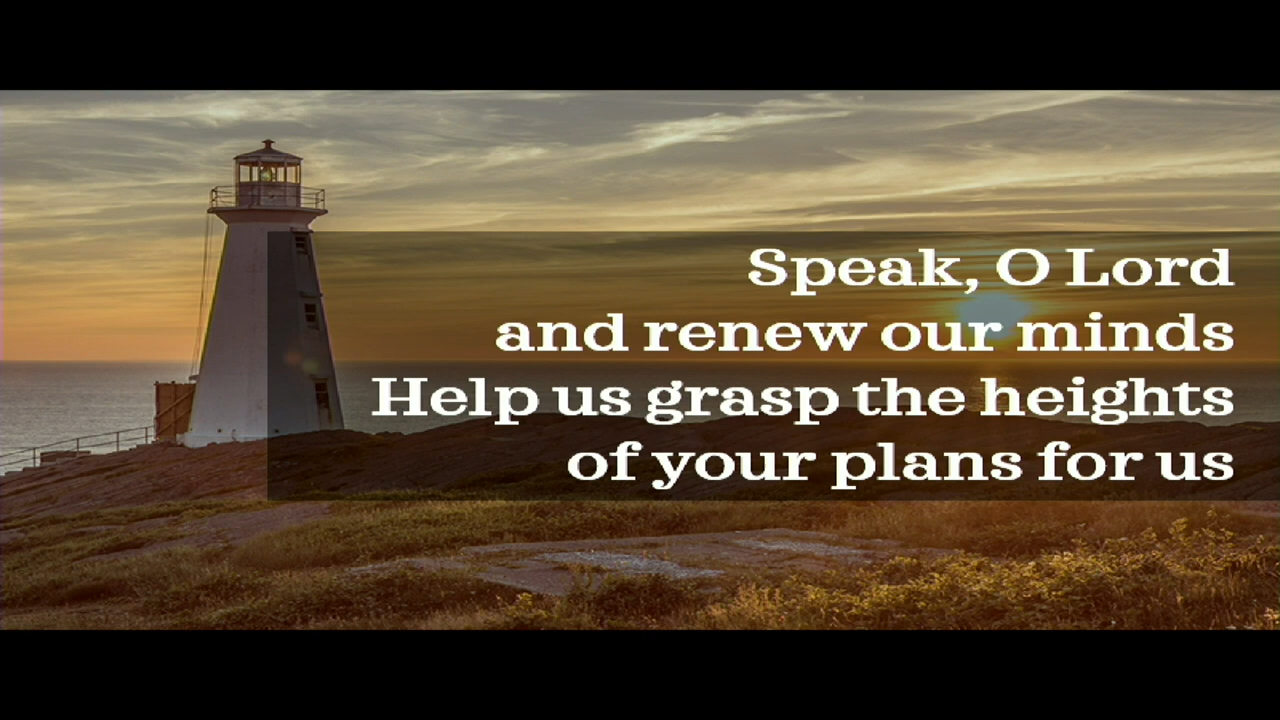 Speak, O Lord
and renew our minds
Help us grasp the heights
of your plans for us